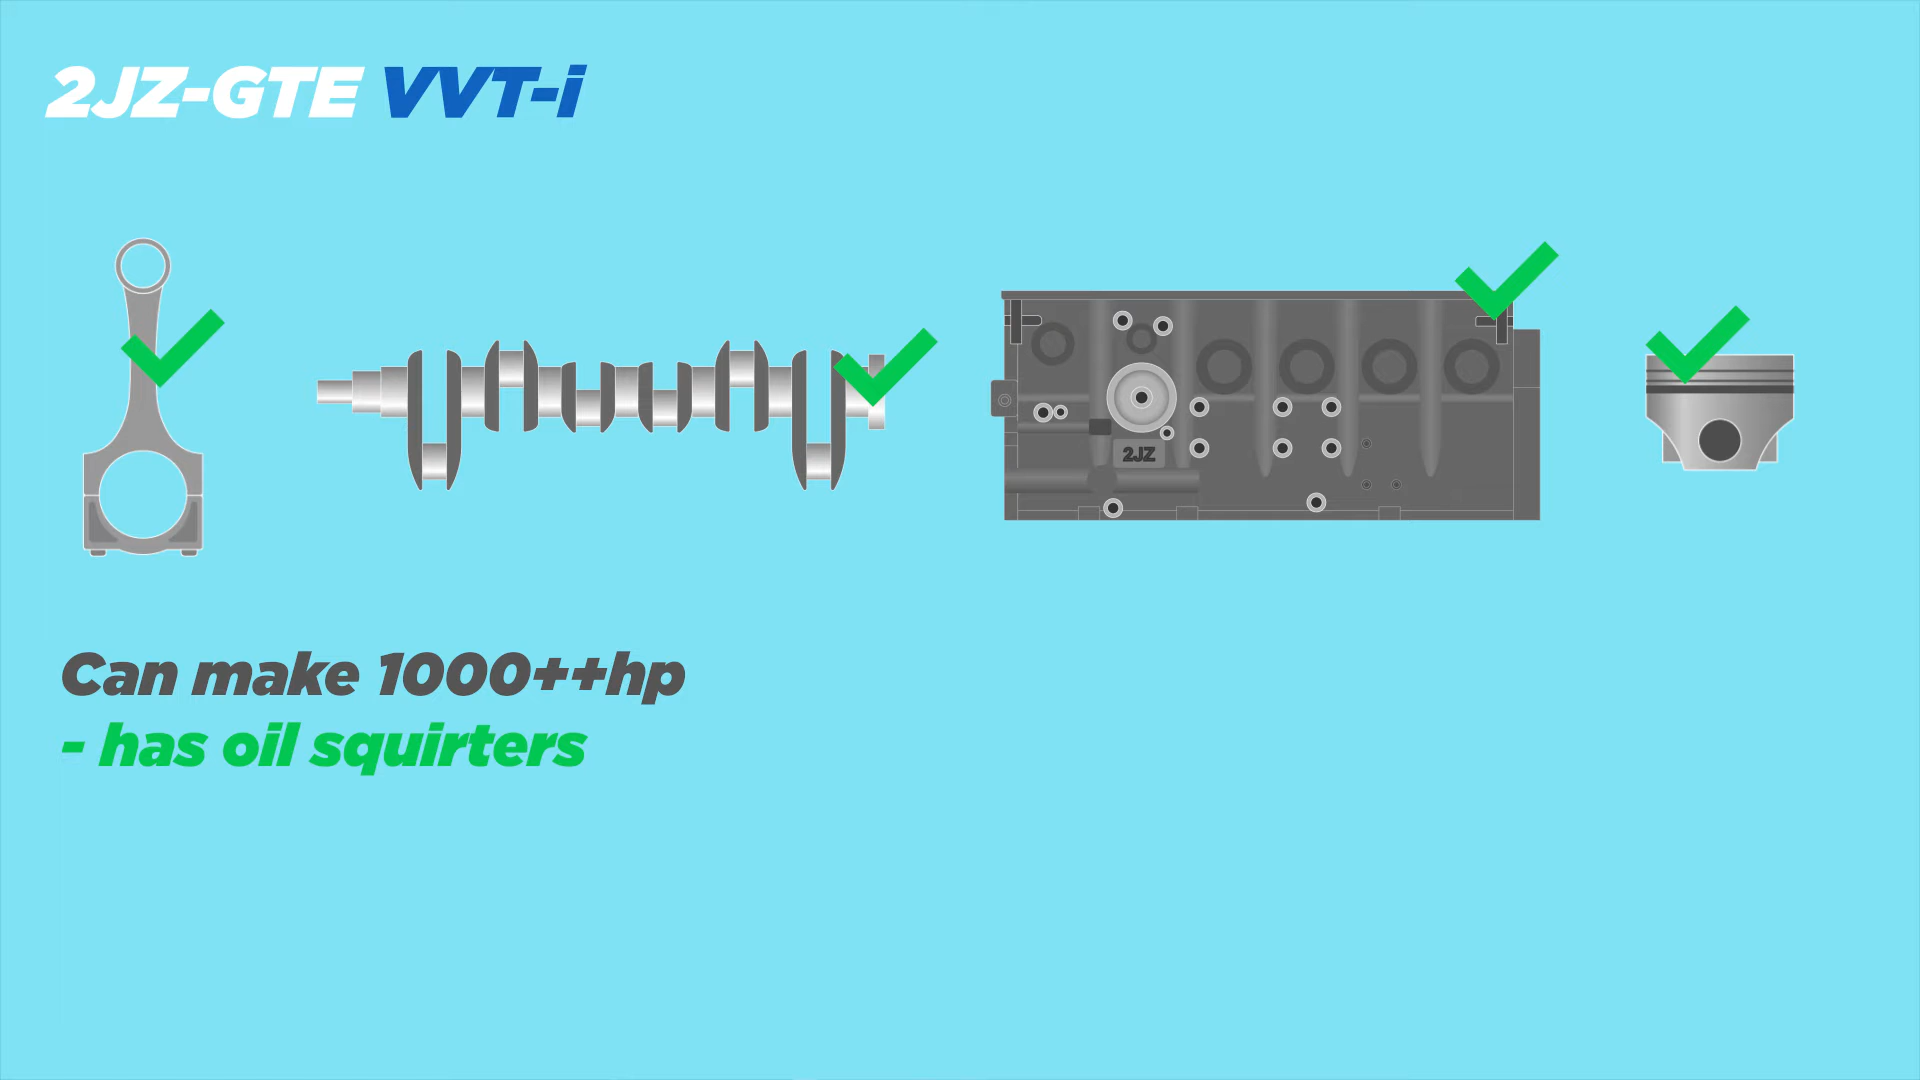 2JZ-GTE VVT-i
2JZ
Can make 1000++hp
- has oil squirters